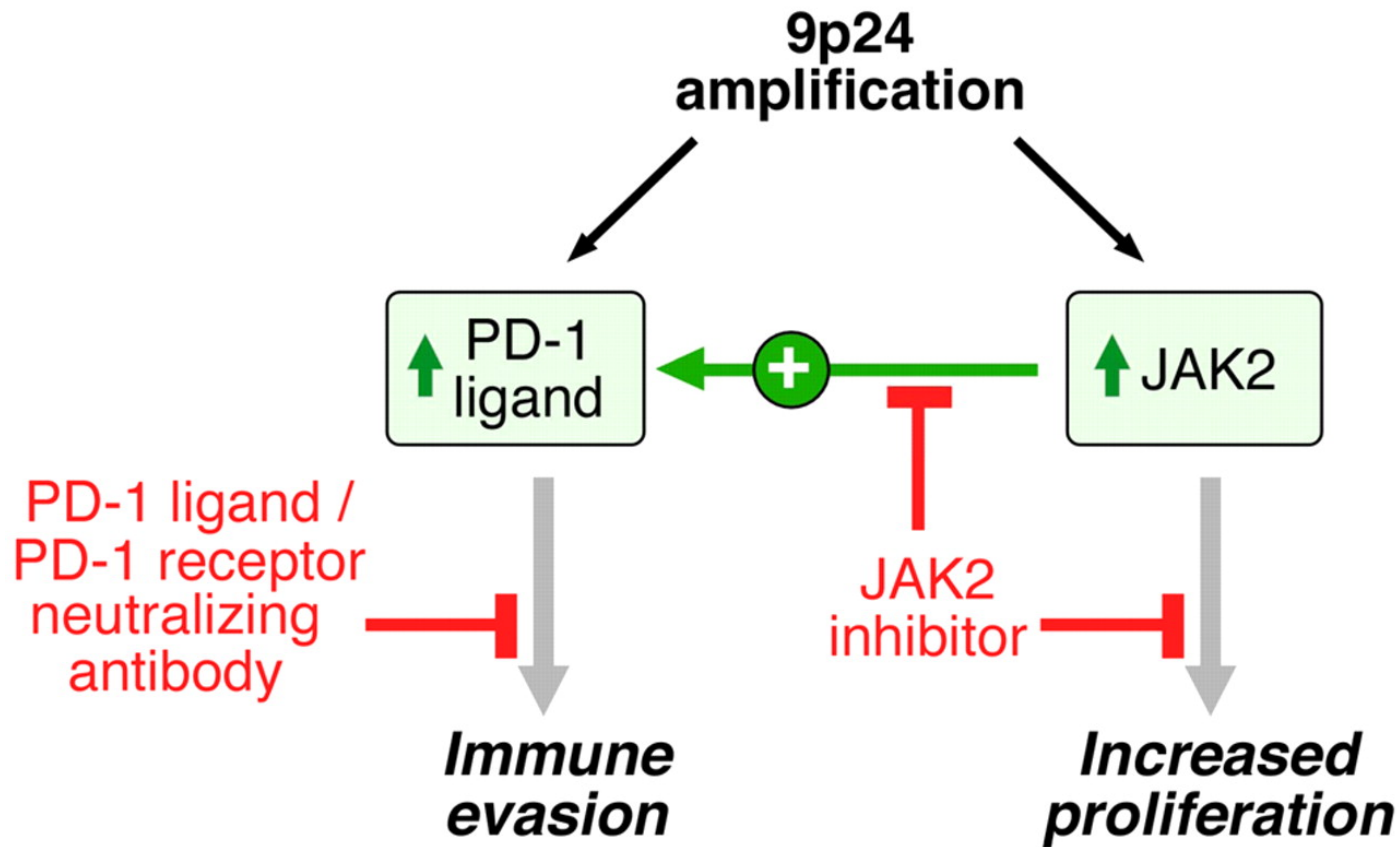 9p24
amplification
PD-1
ligand
+
JAK2
PD-1 ligand /
PD-1 receptor
neutralizing
antibody
JAK2
inhibitor
Immune
evasion
Increased
proliferation